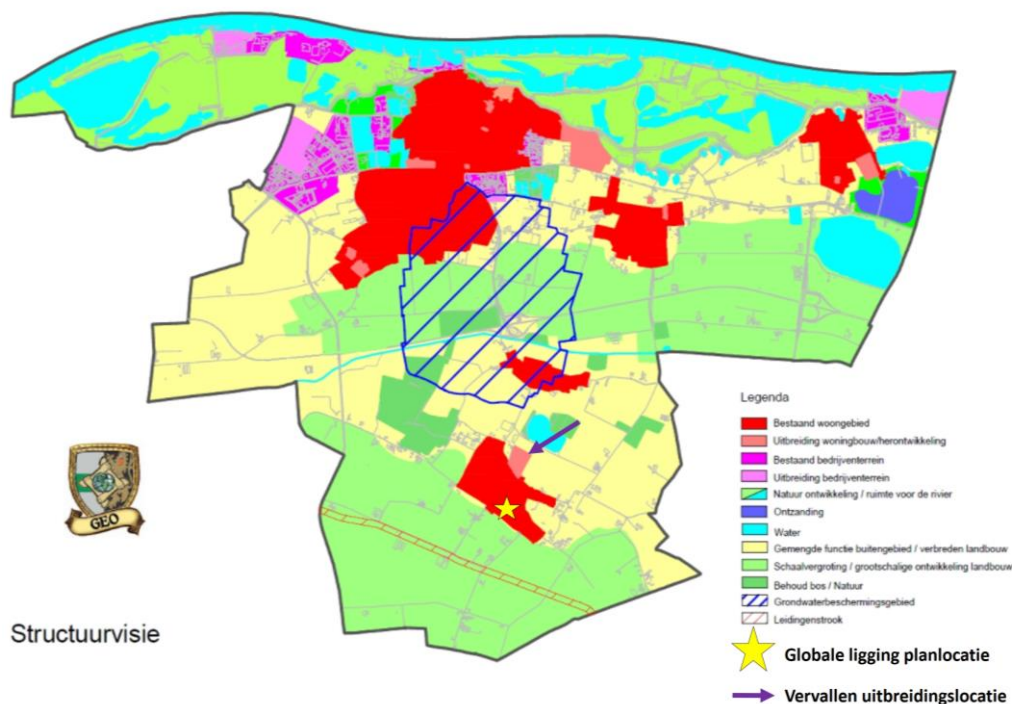 GEO
Structuurvisie
Legenda
Bestaand woongebied
Uitbreiding woningbouw/herontwikkeling
Bestaand bedrijventerrein
Uitbreiding bedrijventerrein
Natuur ontwikkeling / ruimte voor de rivier
Ontzanding
Water
Gemengde functie buitengebied / verbreden landbouw
Schaalvergroting / grootschalige ontwikkeling landbouw
Behoud bos / Natuur
Grondwaterbeschermingsgebied
Leidingenstrook
Globale ligging planlocatie
Vervallen uitbreidingslocatie